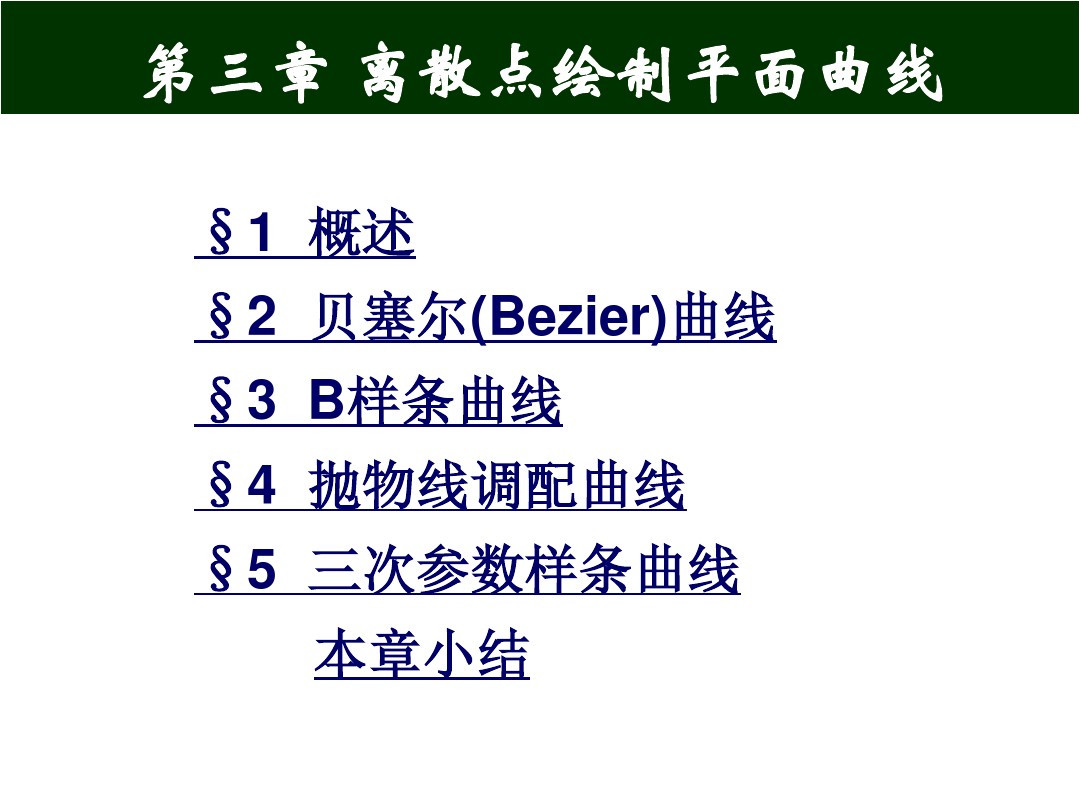 第三章 离散点绘制平面曲线
§1 概述
§2 贝塞尔(Bezier)曲线
§3 B样条曲线
§4 抛物线调配曲线
§5 三次参数样条曲线
本章小结